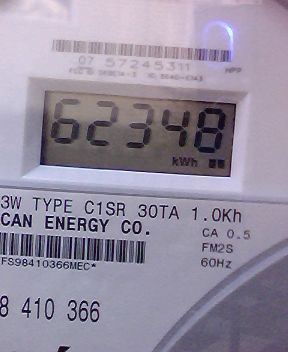 07 57245311
62348
kWh
3W TYPE C1SR 30TA 1.0Kh
CAN ENERGY CO.
CA 0.5
FM2S
60Hz
FS98410366MEC*
8 410 366